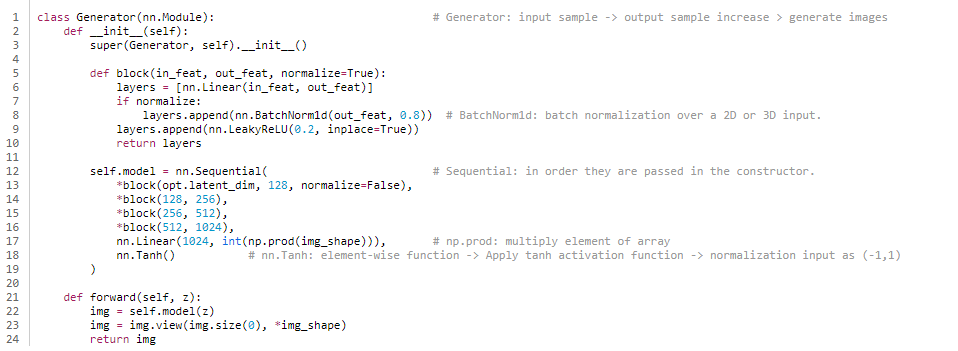 1 class Generator(nn.Module): # Generator: input sample -> output sample increase > generate images
2 def __init__(self):
3 super(Generator, self).__init__()
4
5 def block(in_feat, out_feat, normalize=True):
6 layers = [nn.Linear(in_feat, out_feat)]
7 if normalize:
8 layers.append(nn.BatchNorm1d(out_feat, 0.8)) # BatchNorm1d: batch normalization over a 2D or 3D input.
9 layers.append(nn.LeakyReLU(0.2, inplace=True))
10 return layers
11
12 self.model = nn.Sequential( # Sequential: in order they are passed in the constructor.
13 *block(opt.latent_dim, 128, normalize=False),
14 *block(128, 256),
15 *block(256, 512),
16 *block(512, 1024),
17 nn.Linear(1024, int(np.prod(img_shape))), # np.prod: multiply element of array
18 nn.Tanh() # nn.Tanh: element-wise function -> Apply tanh activation function -> normalization input as (-1,1)
19 )
20
21 def forward(self, z):
22 img = self.model(z)
23 img = img.view(img.size(0), *img_shape)
24 return img